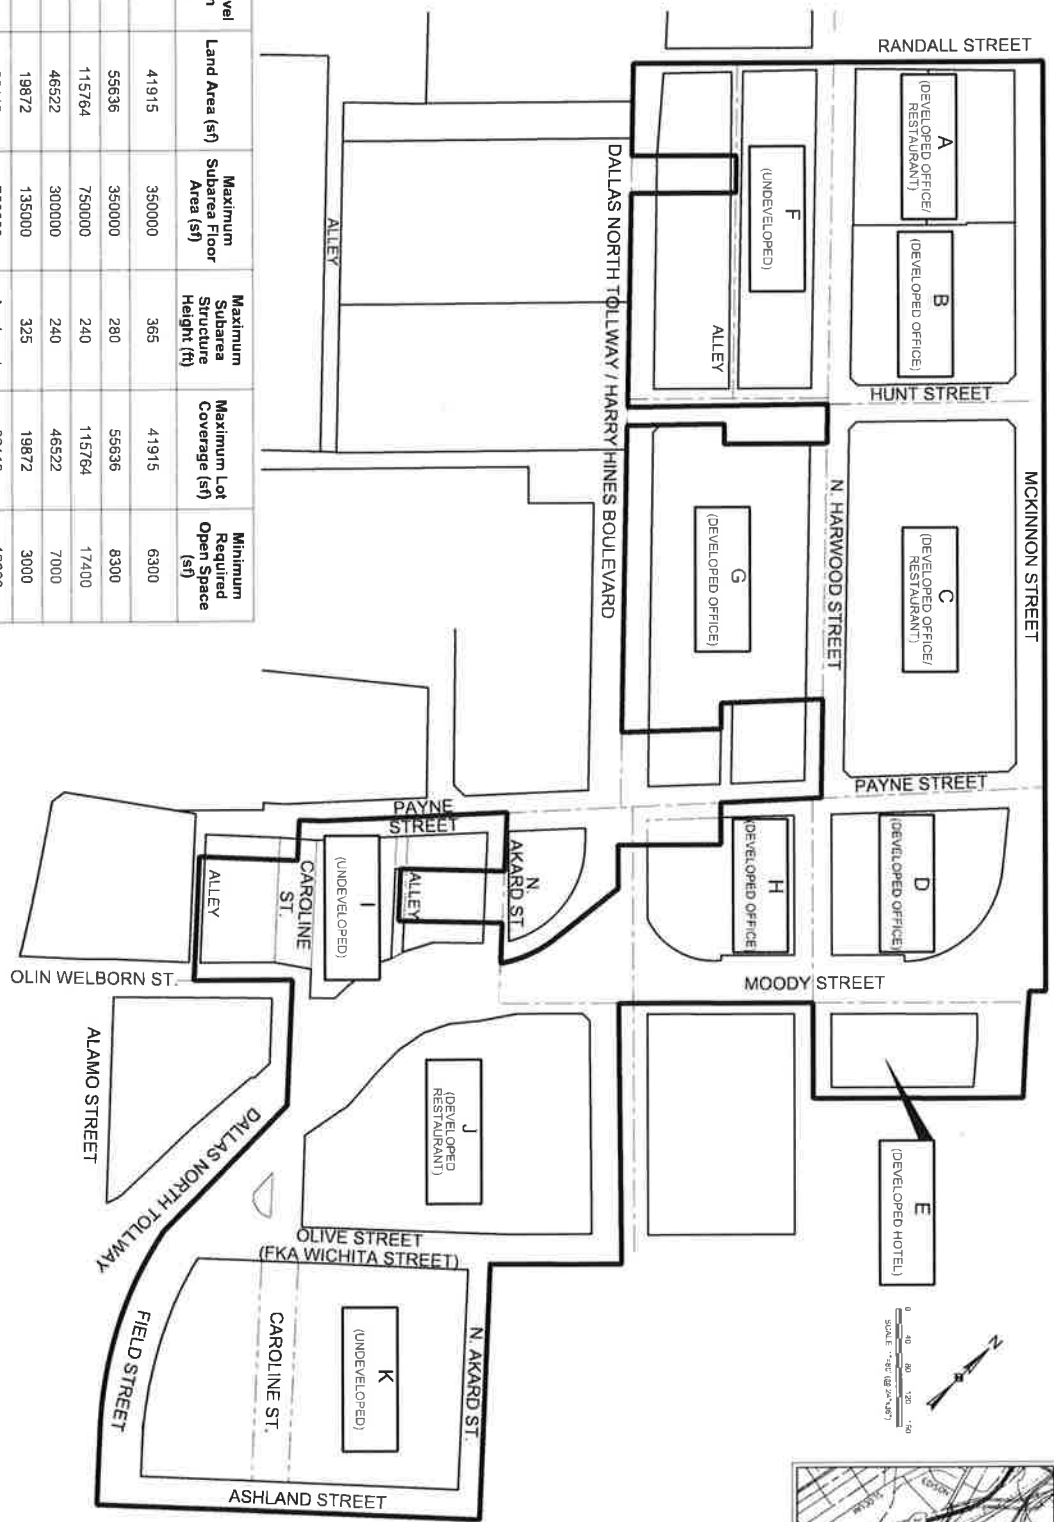 RANDALL STREET
A
(DEVELOPED OFFICE/
RESTAURANT)
B
(DEVELOPED OFFICE)
F
(UNDEVELOPED)
ALLEY
HUNT STREET
MCKINNON STREET
N. HARWOOD STREET
DALLAS NORTH TOLLWAY / HARRY HINES BOULEVARD
C
(DEVELOPED OFFICE/
RESTAURANT)
G
(DEVELOPED OFFICE)
ALLEY
PAYNE STREET
PAYNE
STREET
D
(DEVELOPED OFFICE)
H
(DEVELOPED OFFICE)
N.
AKARD ST
ALLEY
I
(UNDEVELOPED)
CAROLINE
ST.
ALLEY
MOODY STREET
OLIN WELBORN ST.
ALAMO STREET
DALLAS NORTH TOLLWAY
J
(DEVELOPED
RESTAURANT)
E
(DEVELOPED HOTEL)
OLIVE STREET
(FKA WICHITA STREET)
K
(UNDEVELOPED)
CAROLINE ST.
N. AKARD ST.
FIELD STREET
ASHLAND STREET
N
0 40 80 120
EDISON
Land Area (sf)
Maximum
Subarea Floor
Area (sf)
Maximum
Subarea
Structure
Height (ft)
Maximum Lot
Coverage (sf)
Minimum
Required
Open Space
(sf)
41915 350000 365 41915 6300
55636 350000 280 55636 8300
115764 750000 240 115764 17400
46522 300000 240 46522 7000
19872 135000 325 19872 3000